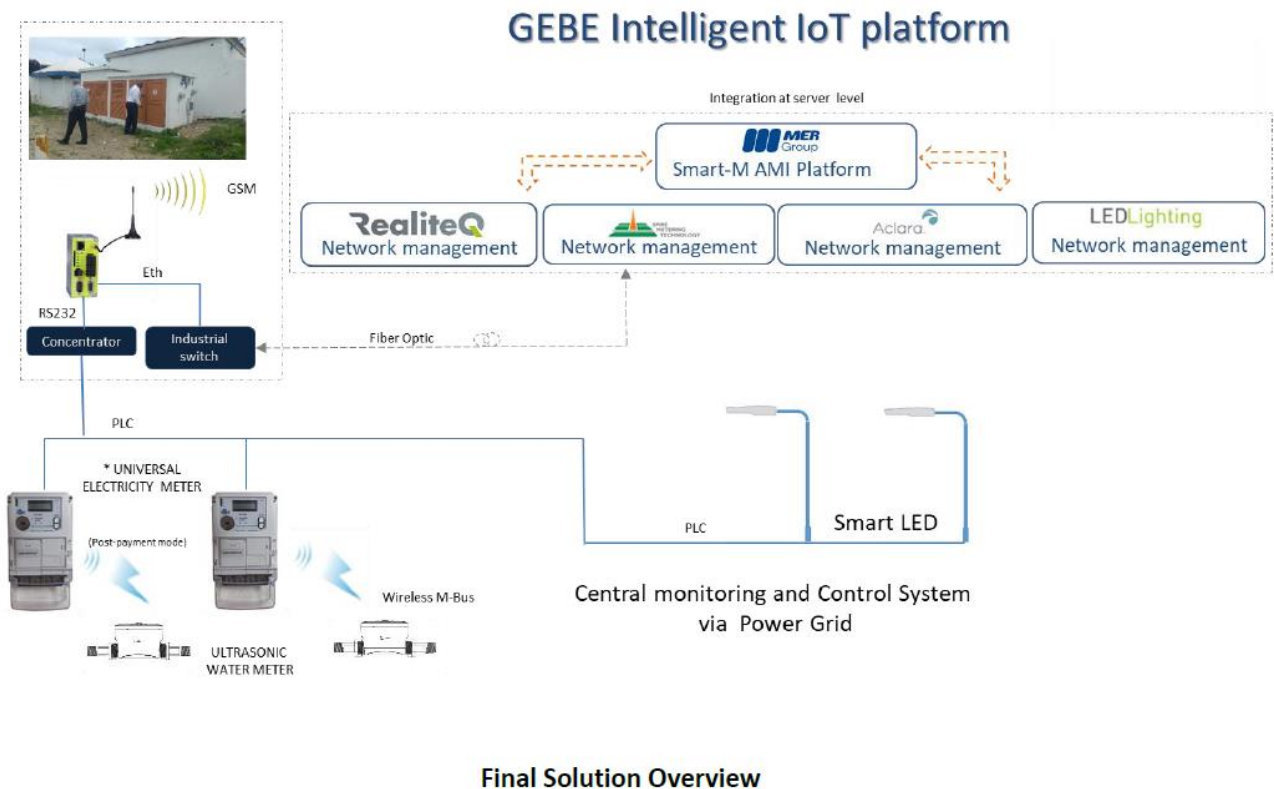 GEBE Intelligent IoT platform
Integration at server level
MER
Group
Smart-M AMI Platform
GSM
RealiteQ
Network management
METERING
TECHNOLOGY
Network management
Aclara
Network management
LEDLighting
Network management
Eth
RS232
Concentrator
Industrial
switch
Fiber Optic
PLC
* UNIVERSAL
ELECTRICITY METER
(Post-payment mode)
Wireless M-Bus
ULTRASONIC
WATER METER
PLC
Smart LED
Central monitoring and Control System
via Power Grid
Final Solution Overview